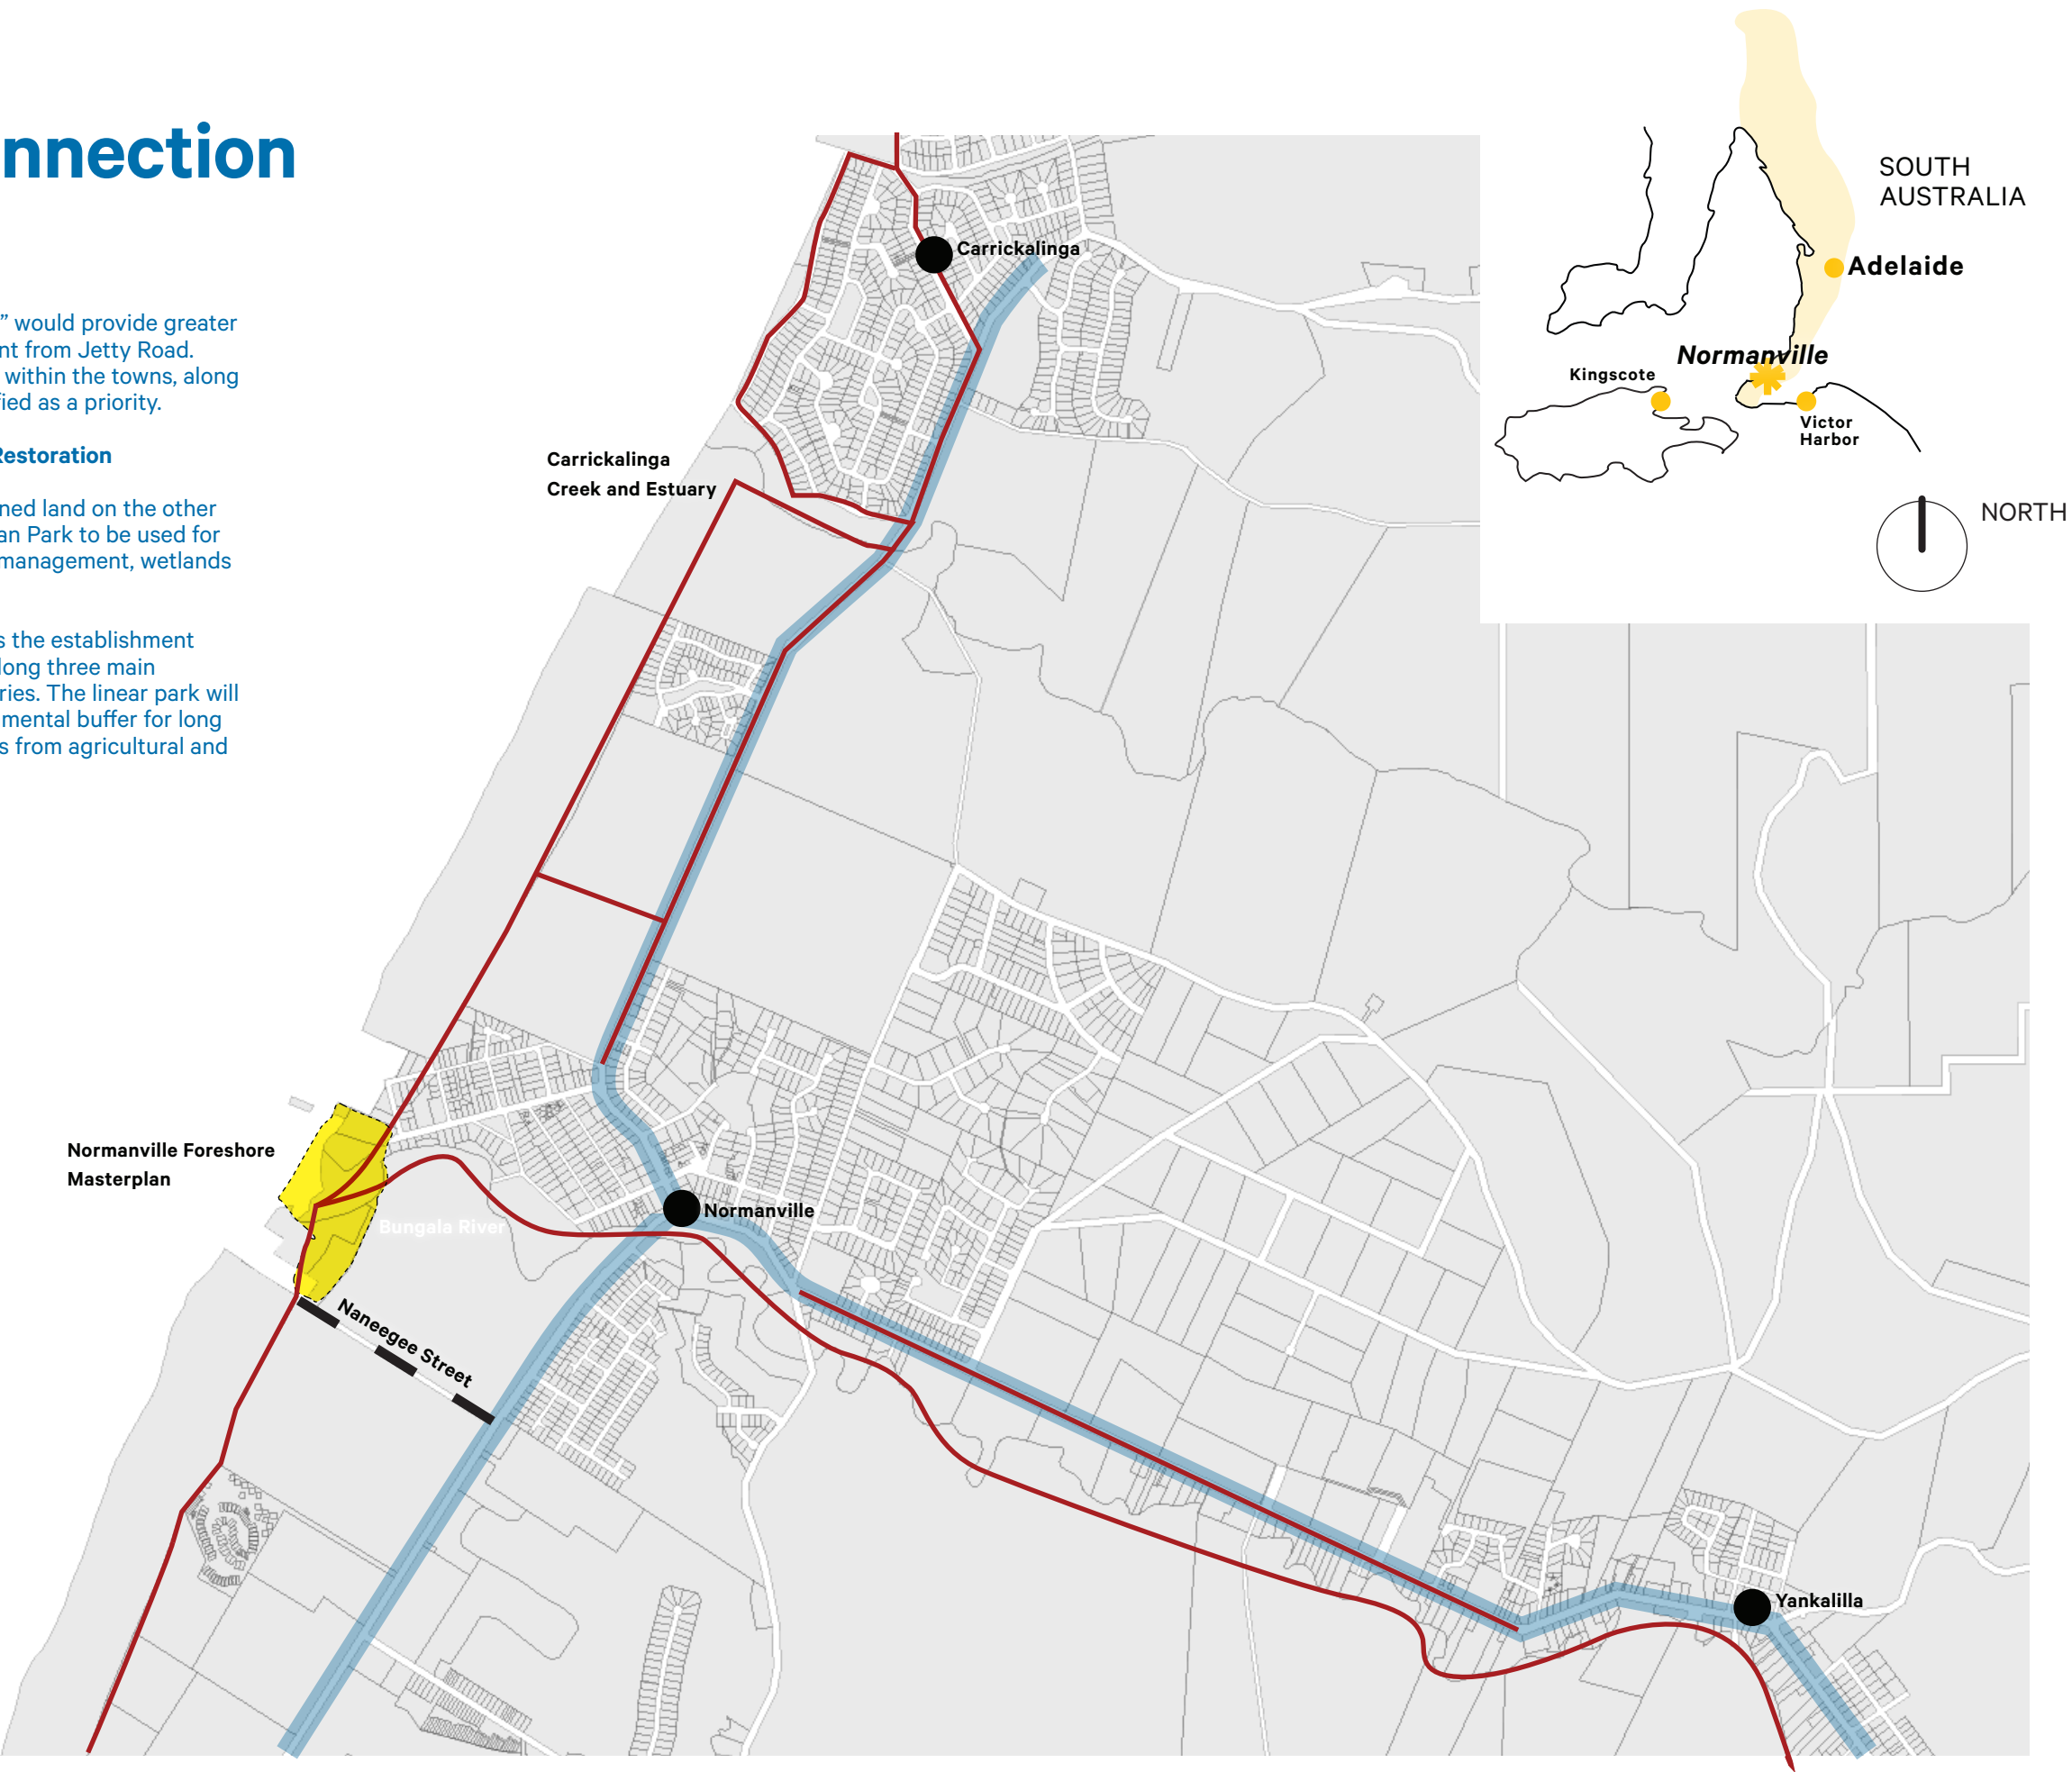 nnection
” would provide greater
nt from Jetty Road.
within the towns, along
fied as a priority.
Restoration
ned land on the other
an Park to be used for
management, wetlands
s the establishment
long three main
ries. The linear park will
mental buffer for long
s from agricultural and
SOUTH
AUSTRALIA
Adelaide
Normanville
Kingscote
Victor
Harbor
NORTH
Carrickalinga
Carrickalinga
Creek and Estuary
Normanville Foreshore
Masterplan
Bungala River
Normanville
Naneegee Street
Yankalilla